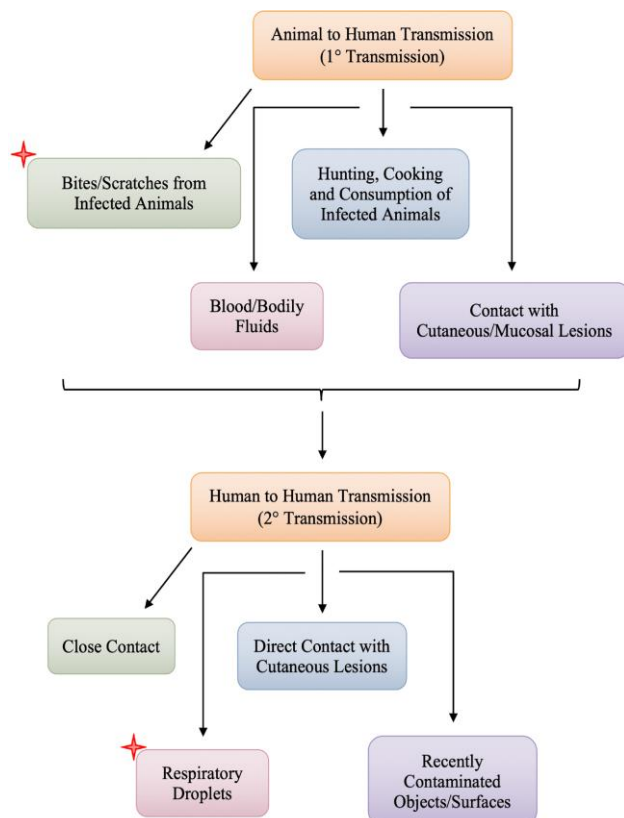 Animal to Human Transmission
(1° Transmission)
Bites/Scratches from
Infected Animals
Hunting, Cooking
and Consumption of
Infected Animals
Blood/Bodily
Fluids
Contact with
Cutaneous/Mucosal Lesions
Human to Human Transmission
(2° Transmission)
Close Contact
Direct Contact with
Cutaneous Lesions
Respiratory
Droplets
Recently
Contaminated
Objects/Surfaces